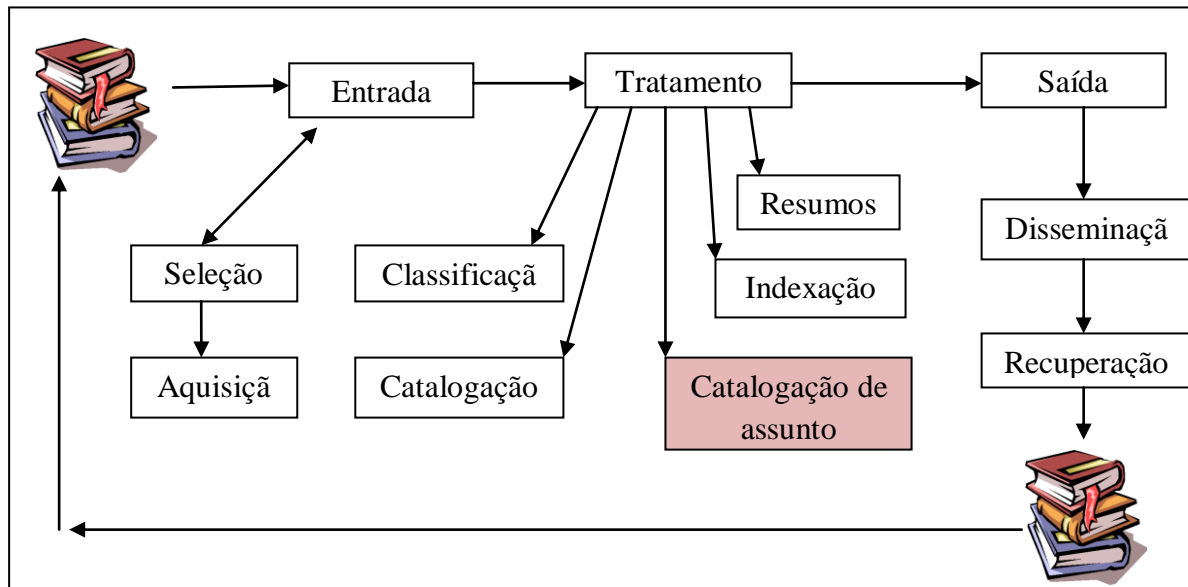 Entrada
Tratamento
Saída
Resumos
Disseminaçã
Seleção
Classificaçã
Indexação
Aquisiçã
Catalogação
Catalogação de
assunto
Recuperação